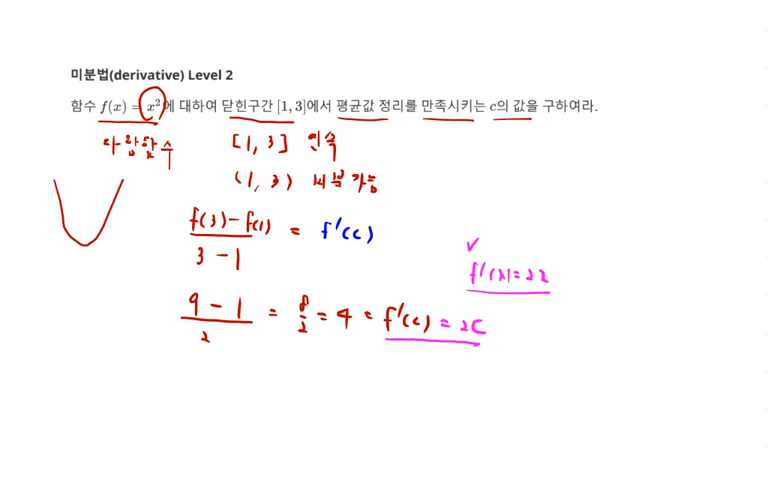 미분법(derivative) Level 2
함수 f(x) = x²에 대하여 닫힌구간 [1, 3]에서 평균값 정리를 만족시키는 c의 값을 구하여라.
다항함수 [1, 3] 연속
(1, 3) 미분 가능
f(3)-f(1) / 3-1 = f'(c)
✓
f'(x)=2x
9-1 / 2 = 8/2 = 4 = f'(c) = 2c